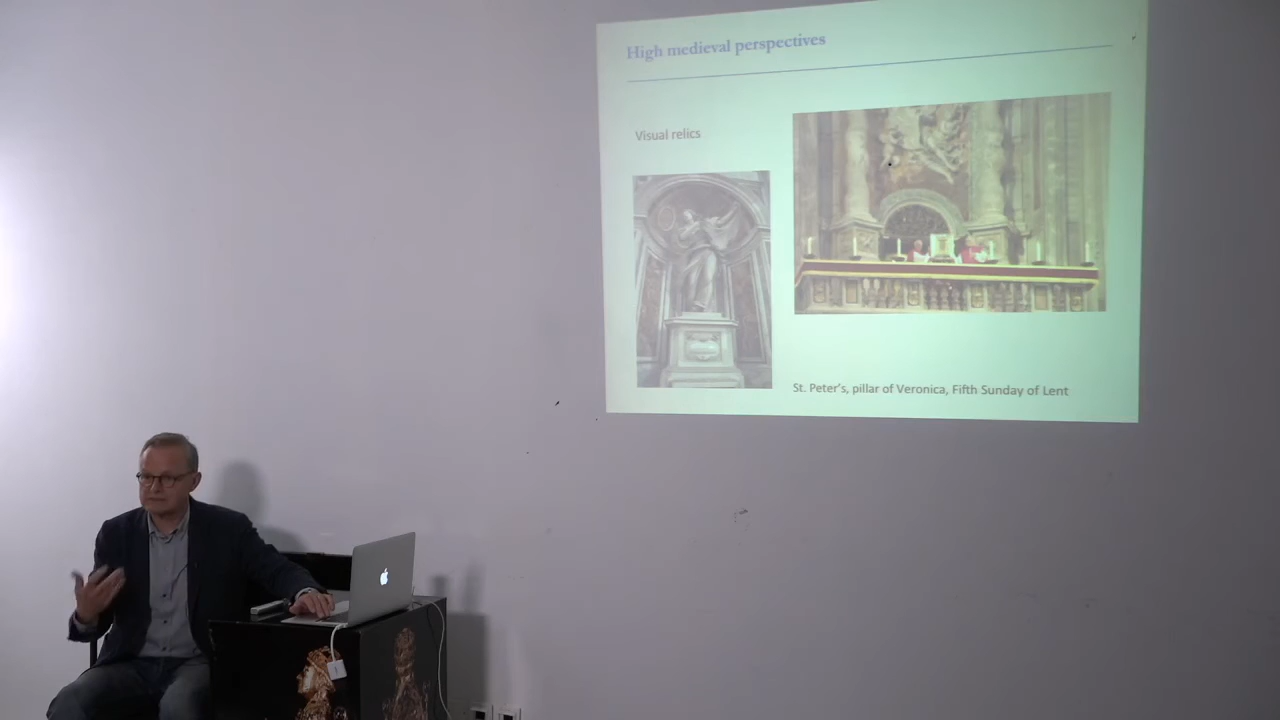 High medieval perspectives
Visual relics
St. Peter's, pillar of Veronica, Fifth Sunday of Lent